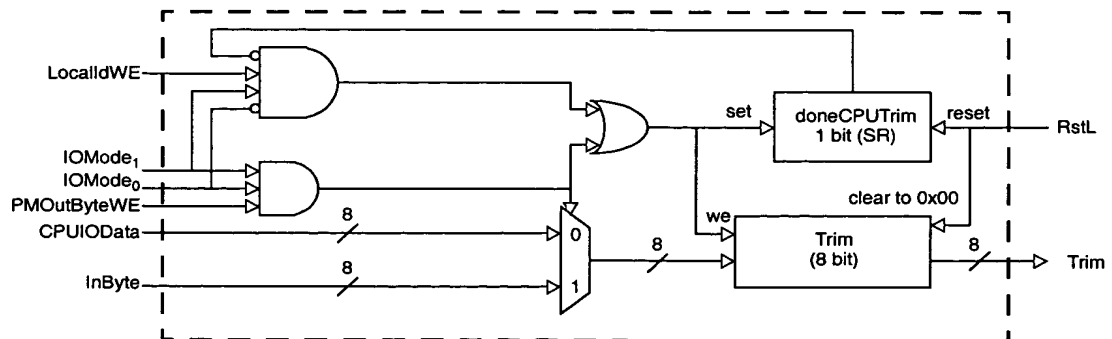 LocalIdWE
set
doneCPUTrim
1 bit (SR)
reset
RstL
IOMode1
IOMode0
PMOutByteWE
CPUIOData
8
we
clear to 0x00
0
1
8
Trim
(8 bit)
8
Trim
InByte
8